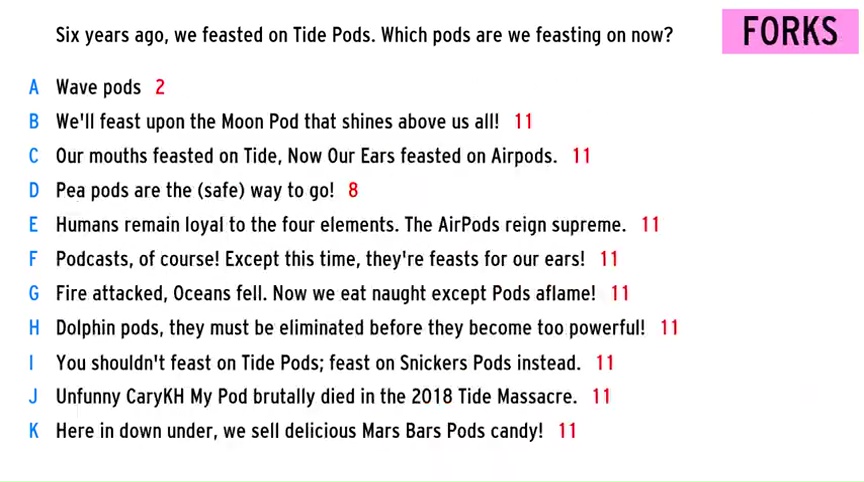 Six years ago, we feasted on Tide Pods. Which pods are we feasting on now?
FORKS
A Wave pods 2
B We'll feast upon the Moon Pod that shines above us all! 11
C Our mouths feasted on Tide, Now Our Ears feasted on Airpods. 11
D Pea pods are the (safe) way to go! 8
E Humans remain loyal to the four elements. The AirPods reign supreme. 11
F Podcasts, of course! Except this time, they're feasts for our ears! 11
G Fire attacked, Oceans fell. Now we eat naught except Pods aflame! 11
H Dolphin pods, they must be eliminated before they become too powerful! 11
I You shouldn't feast on Tide Pods; feast on Snickers Pods instead. 11
J Unfunny CaryKH My Pod brutally died in the 2018 Tide Massacre. 11
K Here in down under, we sell delicious Mars Bars Pods candy! 11